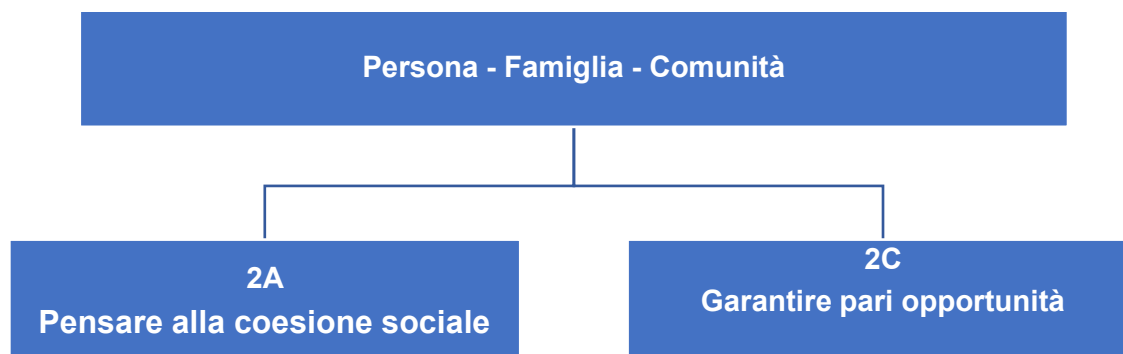 Persona - Famiglia - Comunità
2A
Pensare alla coesione sociale
2C
Garantire pari opportunità